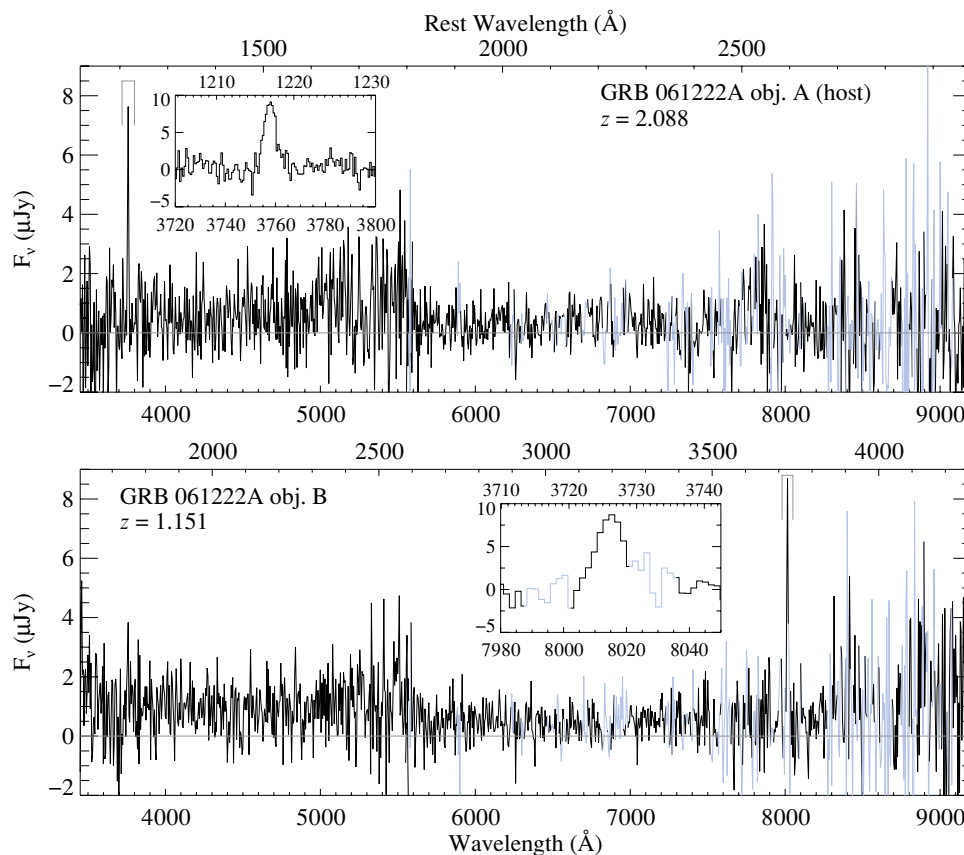 Rest Wavelength (Å)
1500 2000 2500
GRB 061222A obj. A (host)
z = 2.088
1210 1220 1230
10
5
0
−5
3720 3740 3760 3780 3800
8
6
4
2
0
−2
F_ν (μJy)
4000 5000 6000 7000 8000 9000
2000 2500 3000 3500 4000
GRB 061222A obj. B
z = 1.151
3710 3720 3730 3740
10
5
0
−5
7980 8000 8020 8040
8
6
4
2
0
−2
F_ν (μJy)
4000 5000 6000 7000 8000 9000
Wavelength (Å)